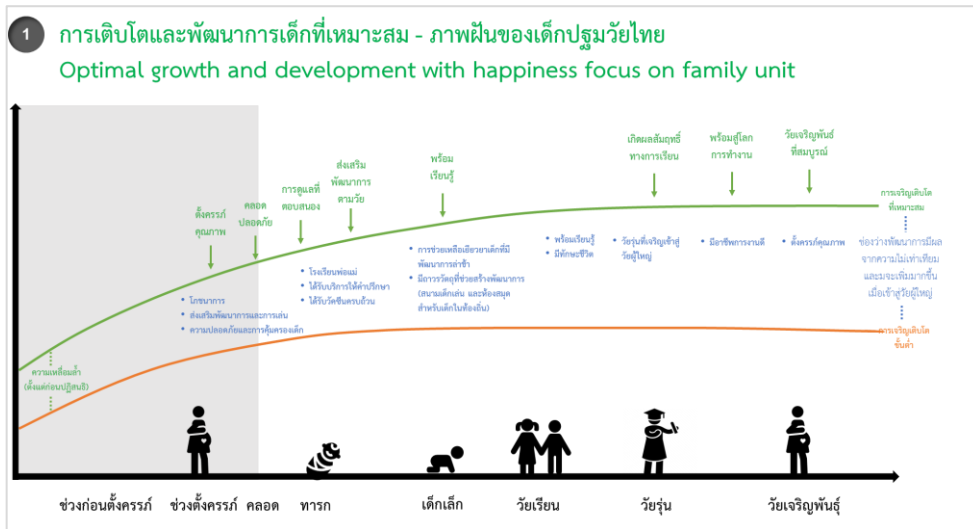 1
การเติบโตและพัฒนาการเด็กที่เหมาะสม - ภาพฝันของเด็กปฐมวัยไทย
Optimal growth and development with happiness focus on family unit
ตั้งครรภ์
คุณภาพ
คลอด
ปลอดภัย
การดูแลที่
ตอบสนอง
ส่งเสริม
พัฒนาการ
ตามวัย
พร้อม
เรียนรู้
เกิดผลสัมฤทธิ์
ทางการเรียน
พร้อมสู่โลก
การทำงาน
วัยเจริญพันธ์
ที่สมบูรณ์
การเจริญเติบโต
ที่เหมาะสม
• โภชนาการ
• ส่งเสริมพัฒนาการและการเล่น
• ความปลอดภัยและการคุ้มครองเด็ก
• โรงเรียนพ่อแม่
• ได้รับบริการให้คำปรึกษา
• ได้รับวัคซีนครบถ้วน
• การช่วยเหลือเยียวยาเด็กที่มี
พัฒนาการล่าช้า
• มีถาวรวัตถุที่ช่วยสร้างพัฒนาการ
(สนามเด็กเล่น และห้องสมุด
สำหรับเด็กในท้องถิ่น)
• พร้อมเรียนรู้
• มีทักษะชีวิต
• วัยรุ่นที่เจริญเข้าสู่
วัยผู้ใหญ่
• มีอาชีพการงานดี
• ตั้งครรภ์คุณภาพ
ช่องว่างพัฒนาการมีผล
จากความไม่เท่าเทียม
และมจะเพิ่มมากขึ้น
เมื่อเข้าสู่วัยผู้ใหญ่
การเจริญเติบโต
ขั้นต่ำ
ความเหลื่อมล้ำ
(ตั้งแต่ก่อนปฏิสนธิ)
ช่วงก่อนตั้งครรภ์
ช่วงตั้งครรภ์
คลอด
ทารก
เด็กเล็ก
วัยเรียน
วัยรุ่น
วัยเจริญพันธุ์